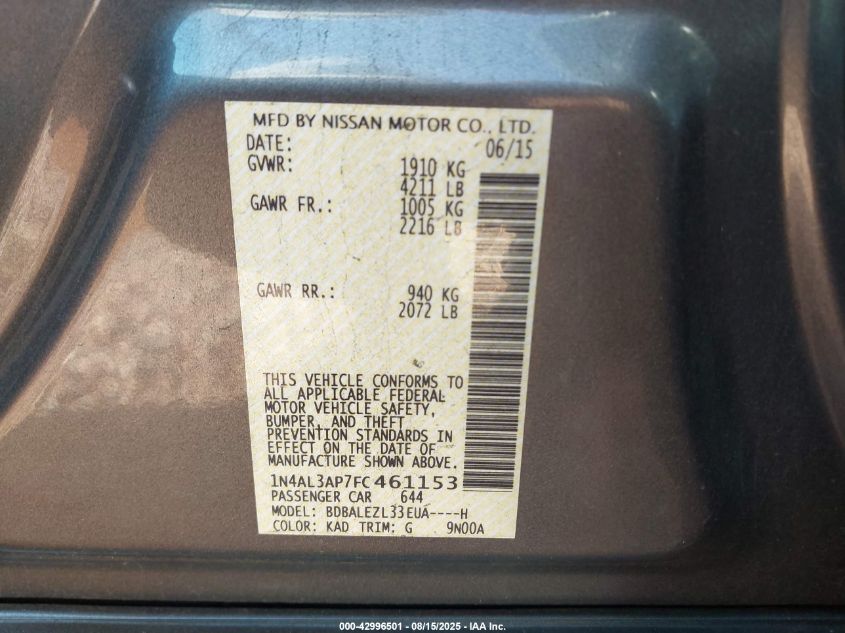 MFD BY NISSAN MOTOR CO., LTD.
DATE: 06/15
GVWR: 1910 KG
4211 LB
GAWR FR.: 1005 KG
2216 LB
GAWR RR.: 940 KG
2072 LB
THIS VEHICLE CONFORMS TO
ALL APPLICABLE FEDERAL
MOTOR VEHICLE SAFETY,
BUMPER, AND THEFT
PREVENTION STANDARDS IN
EFFECT ON THE DATE OF
MANUFACTURE SHOWN ABOVE.
1N4AL3AP7FC461153
PASSENGER CAR 644
MODEL: BDBALEZL33EUA----H
COLOR: KAD TRIM: G 9N00A
000-42996501 - 08/15/2025 - IAA Inc.